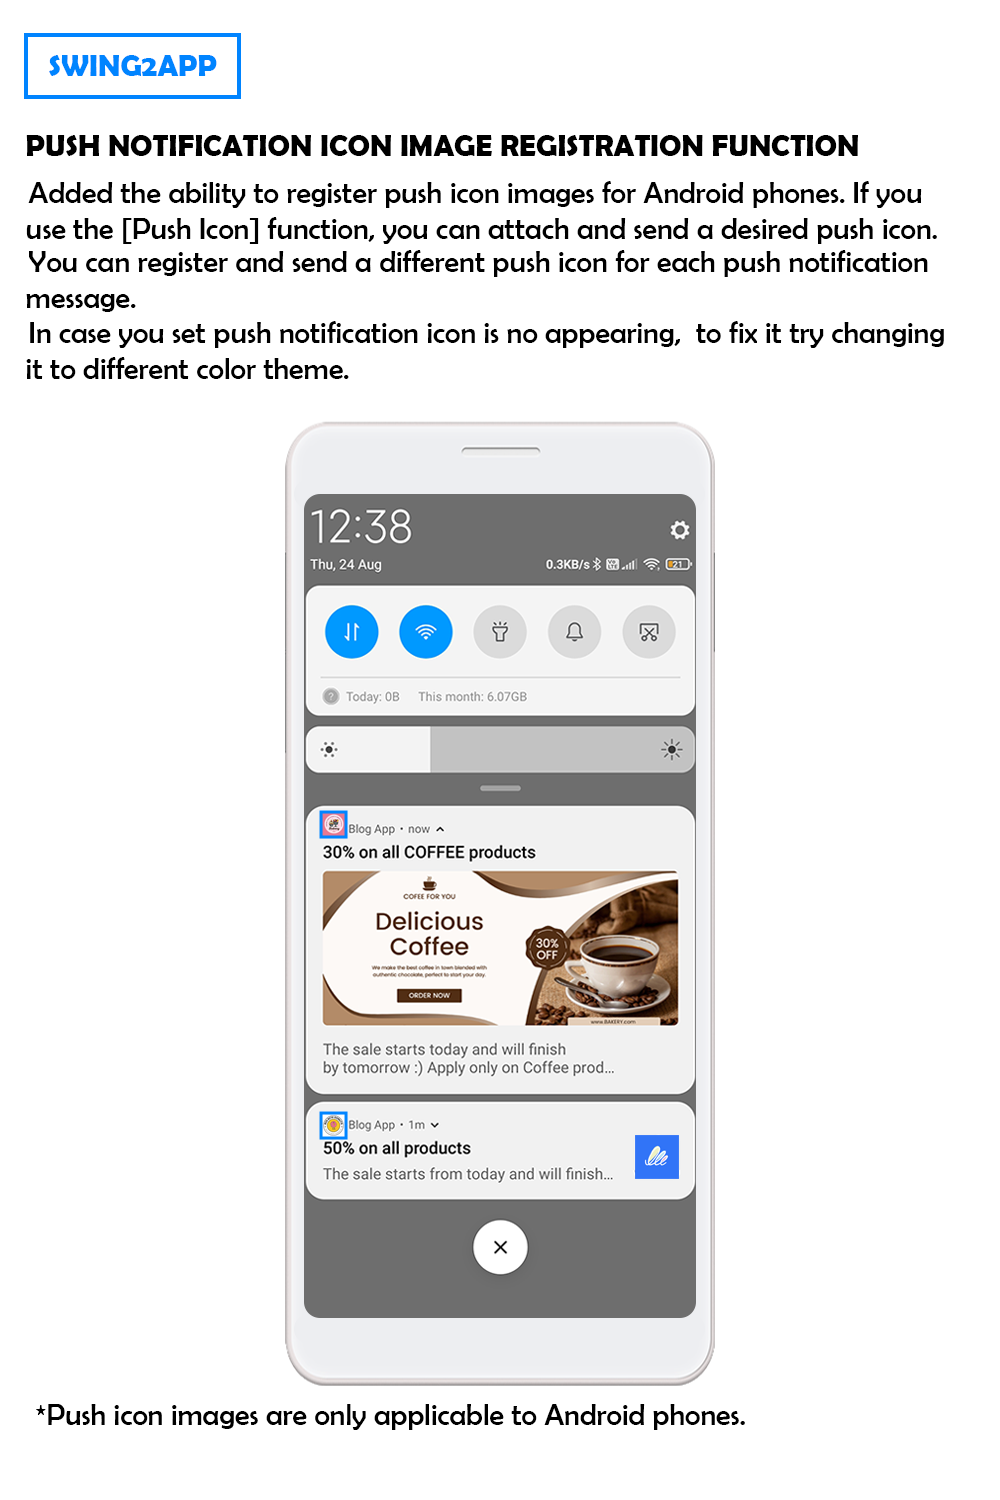 SWING2APP
PUSH NOTIFICATION ICON IMAGE REGISTRATION FUNCTION
Added the ability to register push icon images for Android phones. If you
use the [Push Icon] function, you can attach and send a desired push icon.
You can register and send a different push icon for each push notification
message.
In case you set push notification icon is no appearing,  to fix it try changing
it to different color theme.
12:38
Thu, 24 Aug
0.3KB/s
21
? Today: 0B This month: 6.07GB
Blog App • now
30% on all COFFEE products
COFEE FOR YOU
Delicious
Coffee
We make the best coffee in town blended with
authentic chocolate, perfect to start your day.
ORDER NOW
30%
OFF
www.BAKERY.com
The sale starts today and will finish
by tomorrow :) Apply only on Coffee prod...
Blog App • 1m
50% on all products
The sale starts from today and will finish...
*Push icon images are only applicable to Android phones.